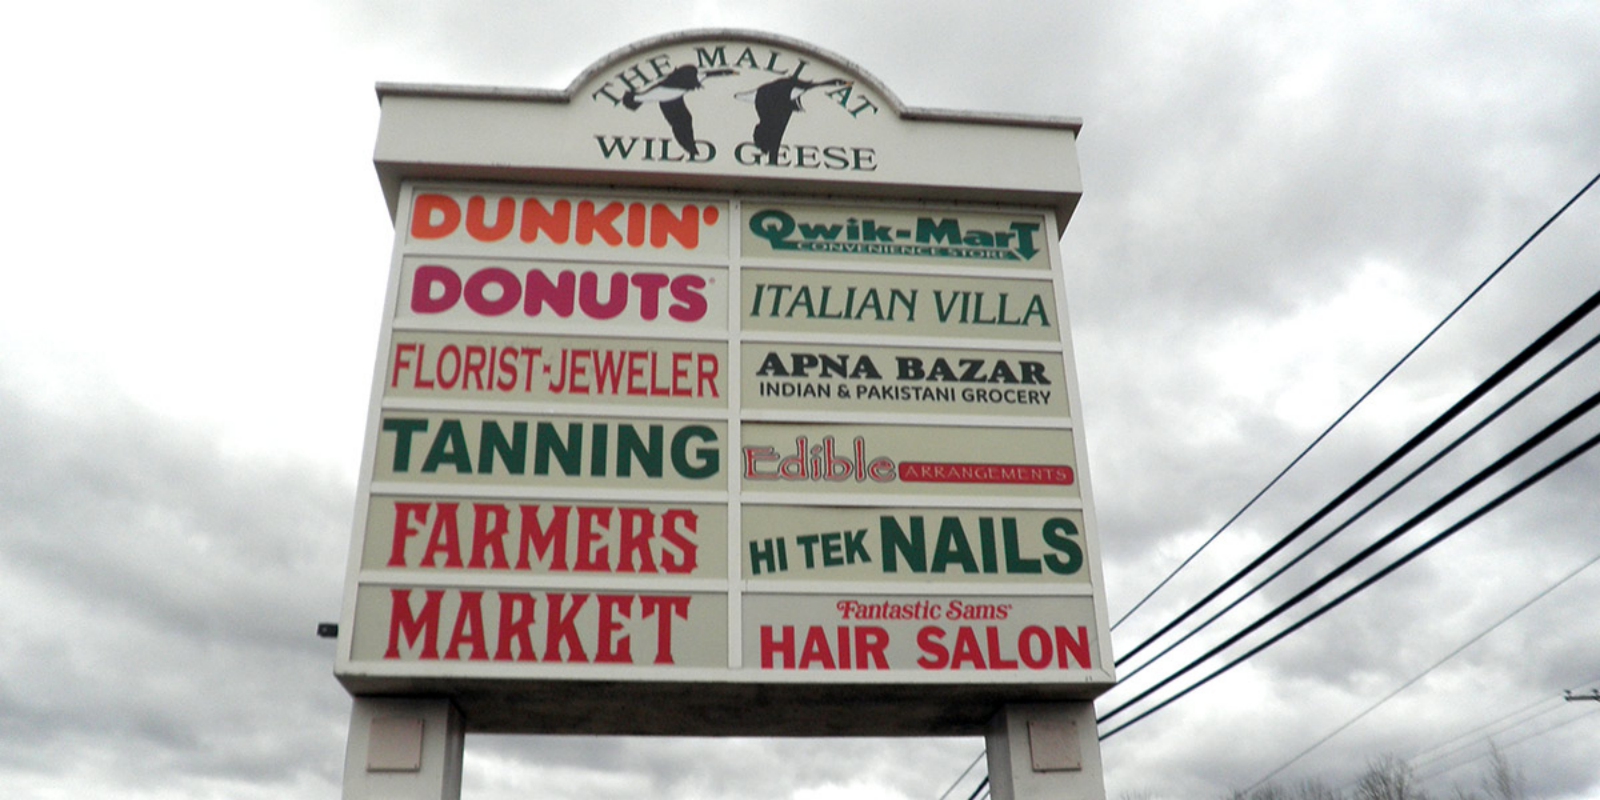 THE MALL AT
WILD GEESE
DUNKIN'
DONUTS
FLORIST-JEWELER
TANNING
FARMERS
MARKET
Qwik-Mart
CONVENIENCE STORE
ITALIAN VILLA
APNA BAZAR
INDIAN & PAKISTANI GROCERY
Edible ARRANGEMENTS
HI TEK NAILS
Fantastic Sams
HAIR SALON